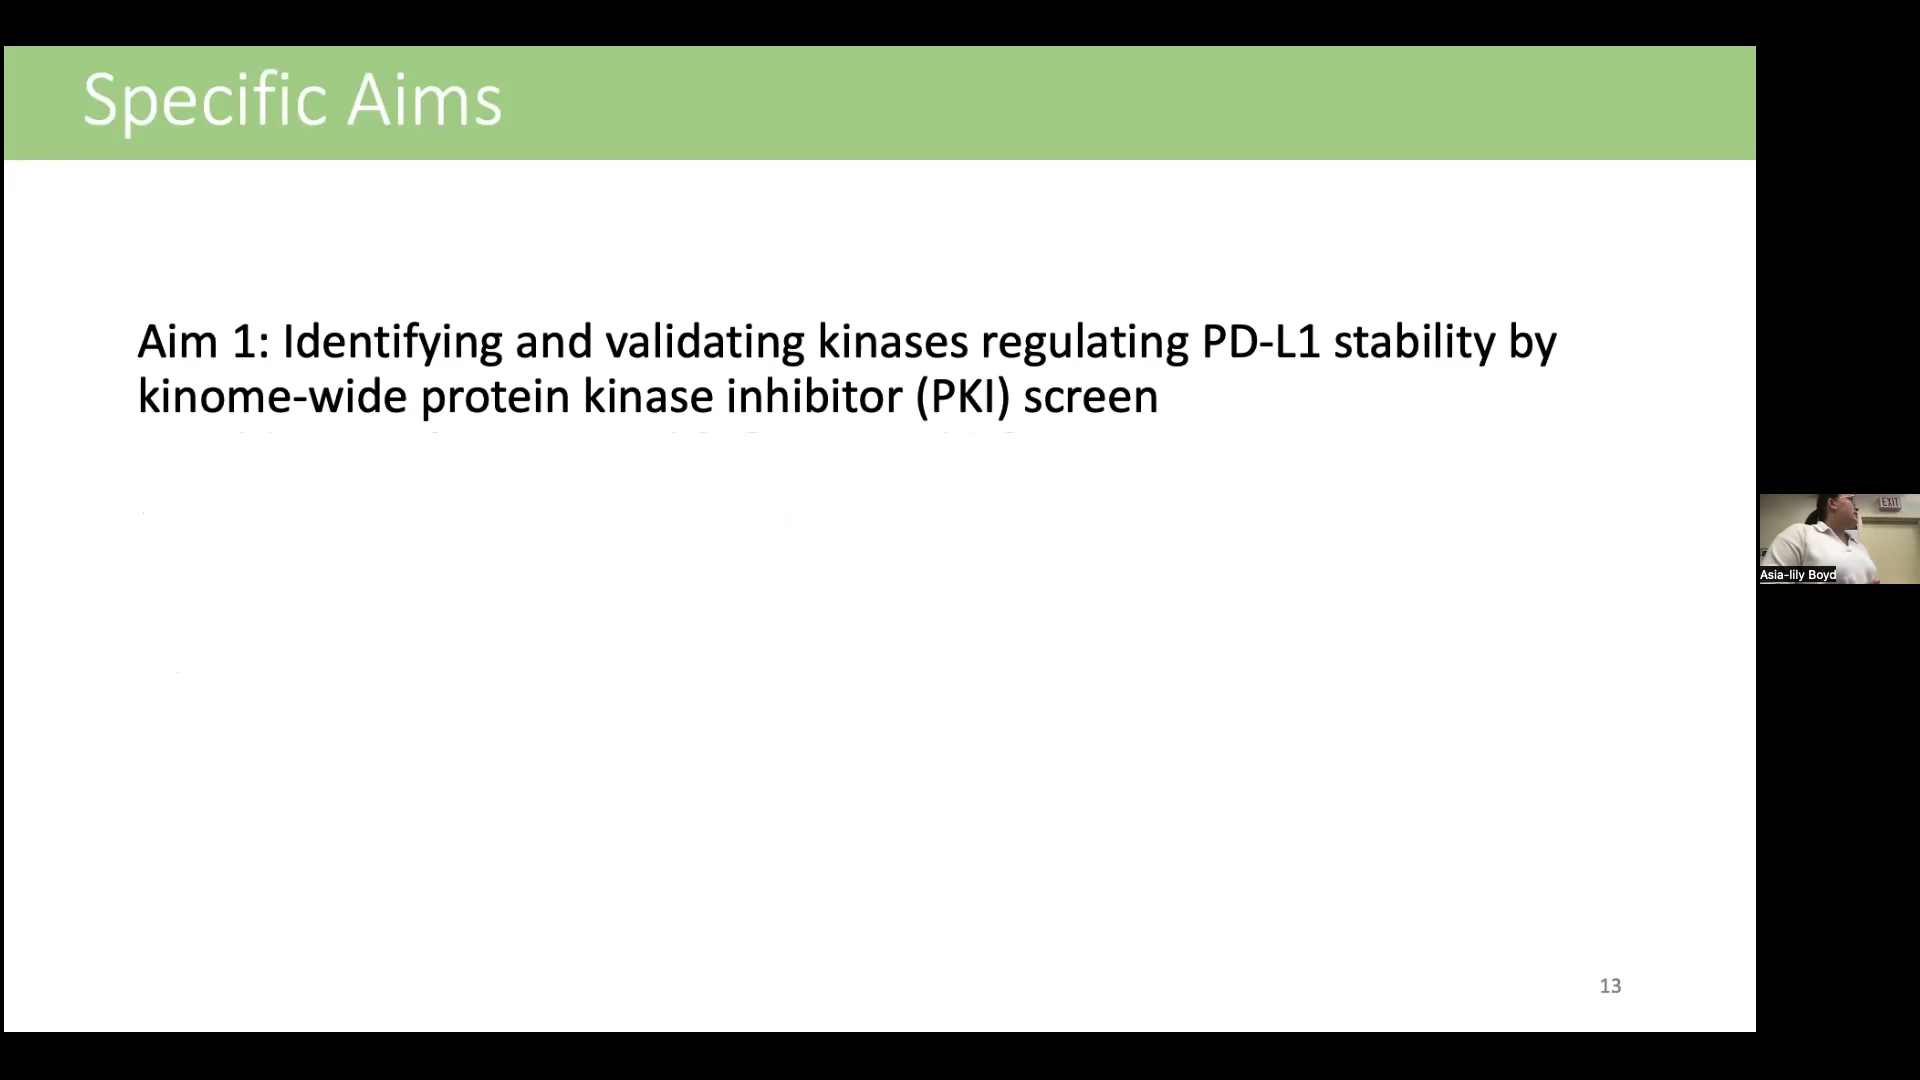 Specific Aims
Aim 1: Identifying and validating kinases regulating PD-L1 stability by
kinome-wide protein kinase inhibitor (PKI) screen
EXIT
Asia-lily Boyd
13